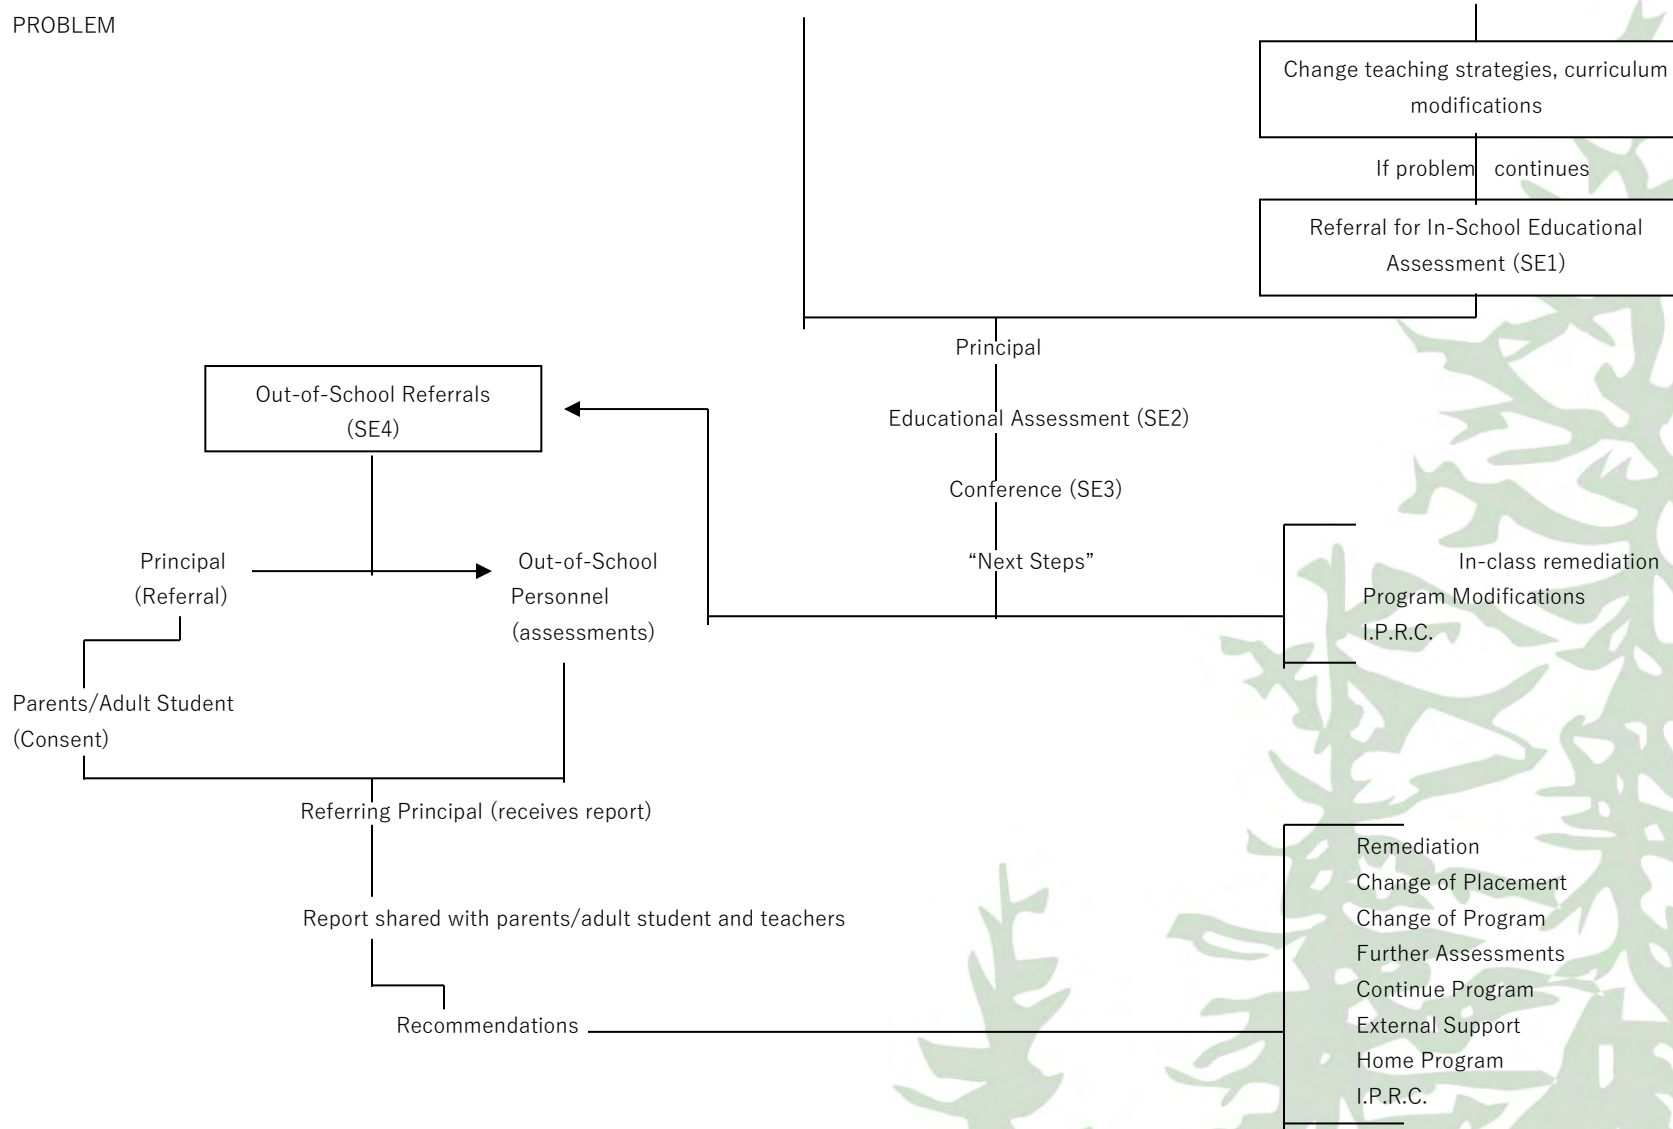 PROBLEM
Change teaching strategies, curriculum
modifications
If problem continues
Referral for In-School Educational
Assessment (SE1)
Principal
Educational Assessment (SE2)
Conference (SE3)
“Next Steps”
In-class remediation
Program Modifications
I.P.R.C.
Out-of-School Referrals
(SE4)
Principal
(Referral)
Out-of-School
Personnel
(assessments)
Parents/Adult Student
(Consent)
Referring Principal (receives report)
Report shared with parents/adult student and teachers
Recommendations
Remediation
Change of Placement
Change of Program
Further Assessments
Continue Program
External Support
Home Program
I.P.R.C.